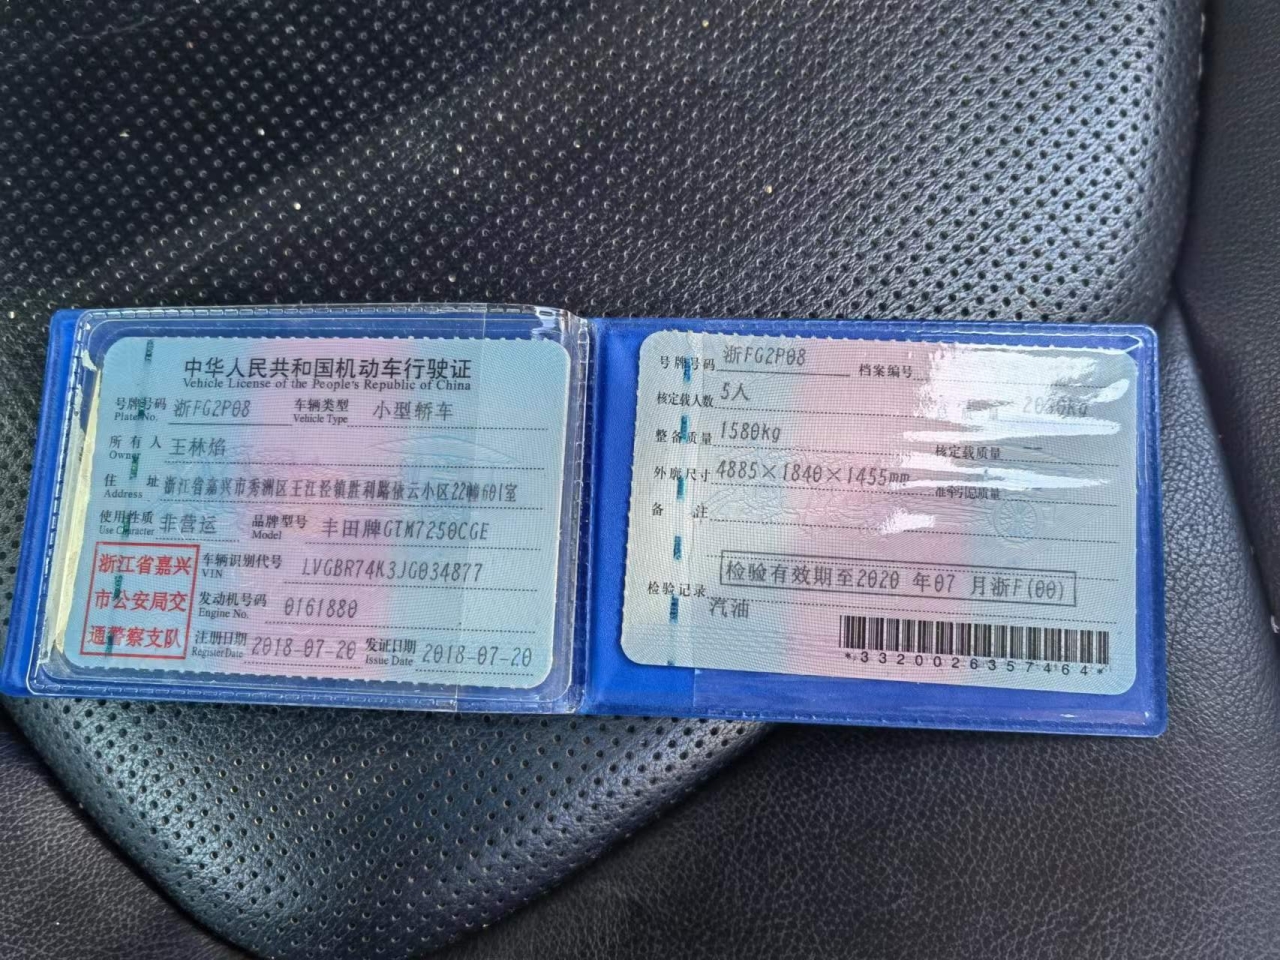 中华人民共和国机动车行驶证
Vehicle License of the People's Republic of China
号牌号码 浙FG2P08 车辆类型 小型轿车
Plate No. Vehicle Type
所有人 王林焰
Owner
住址 浙江省嘉兴市秀洲区王江泾镇胜利路依云小区22幢601室
Address
使用性质 非营运 品牌型号 丰田牌GTM7250CGE
Use Character Model
浙江省嘉兴
市公安局交
通警察支队
车辆识别代号 LVGBR74K3JG034877
VIN
发动机号码 0161880
Engine No.
注册日期 2018-07-20 发证日期 2018-07-20
Register Date Issue Date
号牌号码 浙FG2P08 档案编号
核定载人数 5人
整备质量 1580kg 核定载质量 —
外廓尺寸 4885×1840×1455mm 准牵引总质量
备注
检验有效期至2020年07月浙F(00)
检验记录
汽油
*3320026357464*